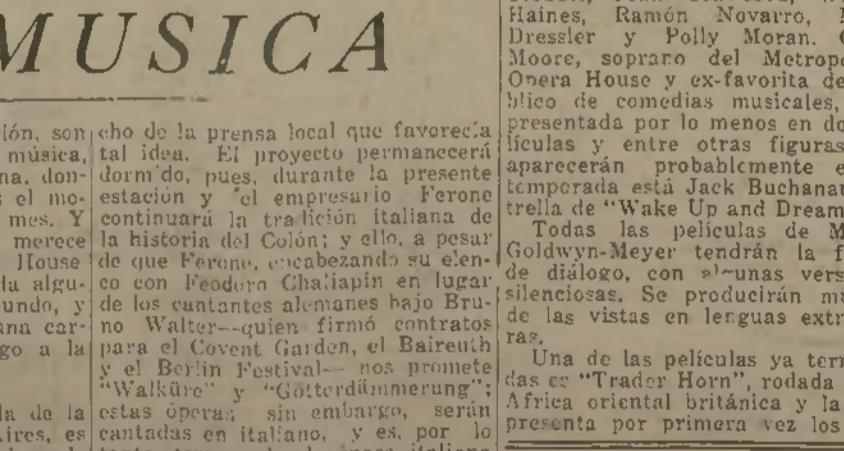 MUSICA
ión, son
música,
na, don-
s el mo-
mes. Y
merece
House
la algu-
undo, y
ana car-
go a la
la de la
Aires, es
cho de la prensa local que favorecía
tal idea. El proyecto permanecerá
dorm do, pues, durante la presente
estación y el empresario Ferone
continuará la tradición italiana de
la historia del Colón; y ello, a pesar
de que Ferone, encabezando su elen-
co con Feodoro Chaliapin en lugar
de los cantantes alemanes bajo Bru-
no Walter--quien firmó contratos
para el Covent Garden, el Baireuth
y el Berlin Festival— nos promete
"Walküre" y "Götterdämmerung";
estas óperas sin embargo, serán
cantadas en italiano, y es, por lo
Haines, Ramón Novarro,
Dressler y Polly Moran.
Moore, soprano del Metrop
Opera House y ex-favorita de
blico de comedias musicales,
presentada por lo menos en do
lículas y entre otras figuras
aparecerán probablemente e
temporada está Jack Buchanan
trella de "Wake Up and Dream
Todas las películas de M
Goldwyn-Meyer tendrán la f
de diálogo, con algunas vers
silenciosas. Se producirán mu
de las vistas en lenguas extr
ras.
Una de las películas ya terr
das es "Trader Horn", rodada
Africa oriental británica y la
presenta por primera vez los